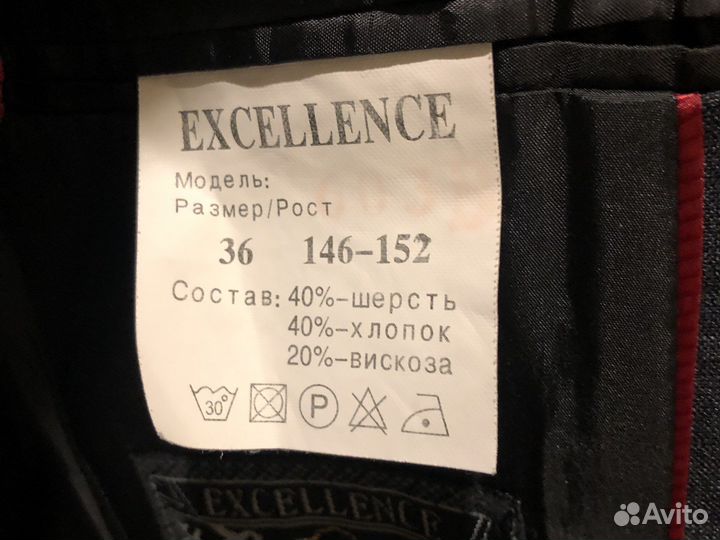 EXCELLENCE
Модель:
Размер/Рост
36 146-152
Состав: 40%-шерсть
40%-хлопок
20%-вискоза
30° P
EXCELLENCE
Avito